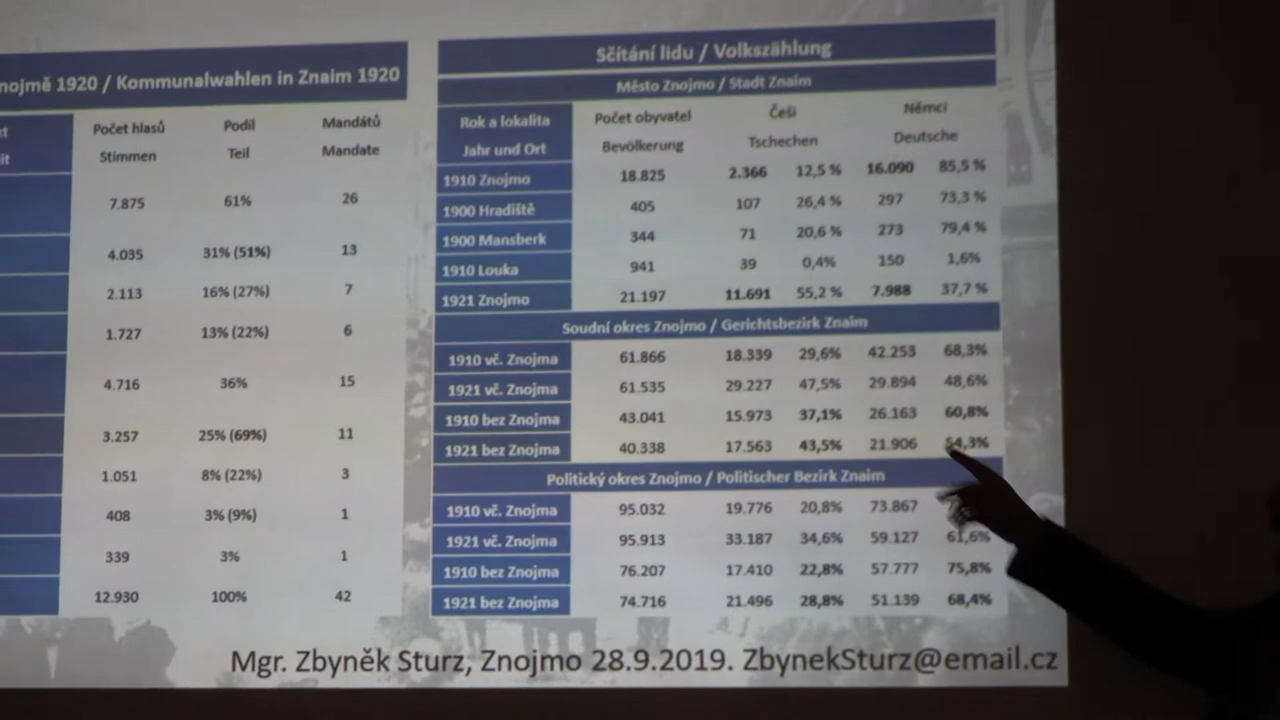 nojmě 1920 / Kommunalwahlen in Znaim 1920
Počet hlasů Podíl Mandátů
Stimmen Teil Mandate
7.875 61% 26
4.035 31% (51%) 13
2.113 16% (27%) 7
1.727 13% (22%) 6
4.716 36% 15
3.257 25% (69%) 11
1.051 8% (22%) 3
408 3% (9%) 1
339 3% 1
12.930 100% 42
Sčítání lidu / Volkszählung
Město Znojmo / Stadt Znaim
Rok a lokalita Počet obyvatel Češi Němci
Jahr und Ort Bevölkerung Tschechen Deutsche
1910 Znojmo 18.825 2.366 12,5 % 16.090 85,5 %
1900 Hradiště 405 107 26,4 % 297 73,3 %
1900 Mansberk 344 71 20,6 % 273 79,4 %
1910 Louka 941 39 0,4% 150 1,6%
1921 Znojmo 21.197 11.691 55,2 % 7.988 37,7 %
Soudní okres Znojmo / Gerichtsbezirk Znaim
1910 vč. Znojma 61.866 18.339 29,6% 42.253 68,3%
1921 vč. Znojma 61.535 29.227 47,5% 29.894 48,6%
1910 bez Znojma 43.041 15.973 37,1% 26.163 60,8%
1921 bez Znojma 40.338 17.563 43,5% 21.906 54,3%
Politický okres Znojmo / Politischer Bezirk Znaim
1910 vč. Znojma 95.032 19.776 20,8% 73.867
1921 vč. Znojma 95.913 33.187 34,6% 59.127 61,6%
1910 bez Znojma 76.207 17.410 22,8% 57.777 75,8%
1921 bez Znojma 74.716 21.496 28,8% 51.139 68,4%
Mgr. Zbyněk Sturz, Znojmo 28.9.2019. ZbynekSturz@email.cz